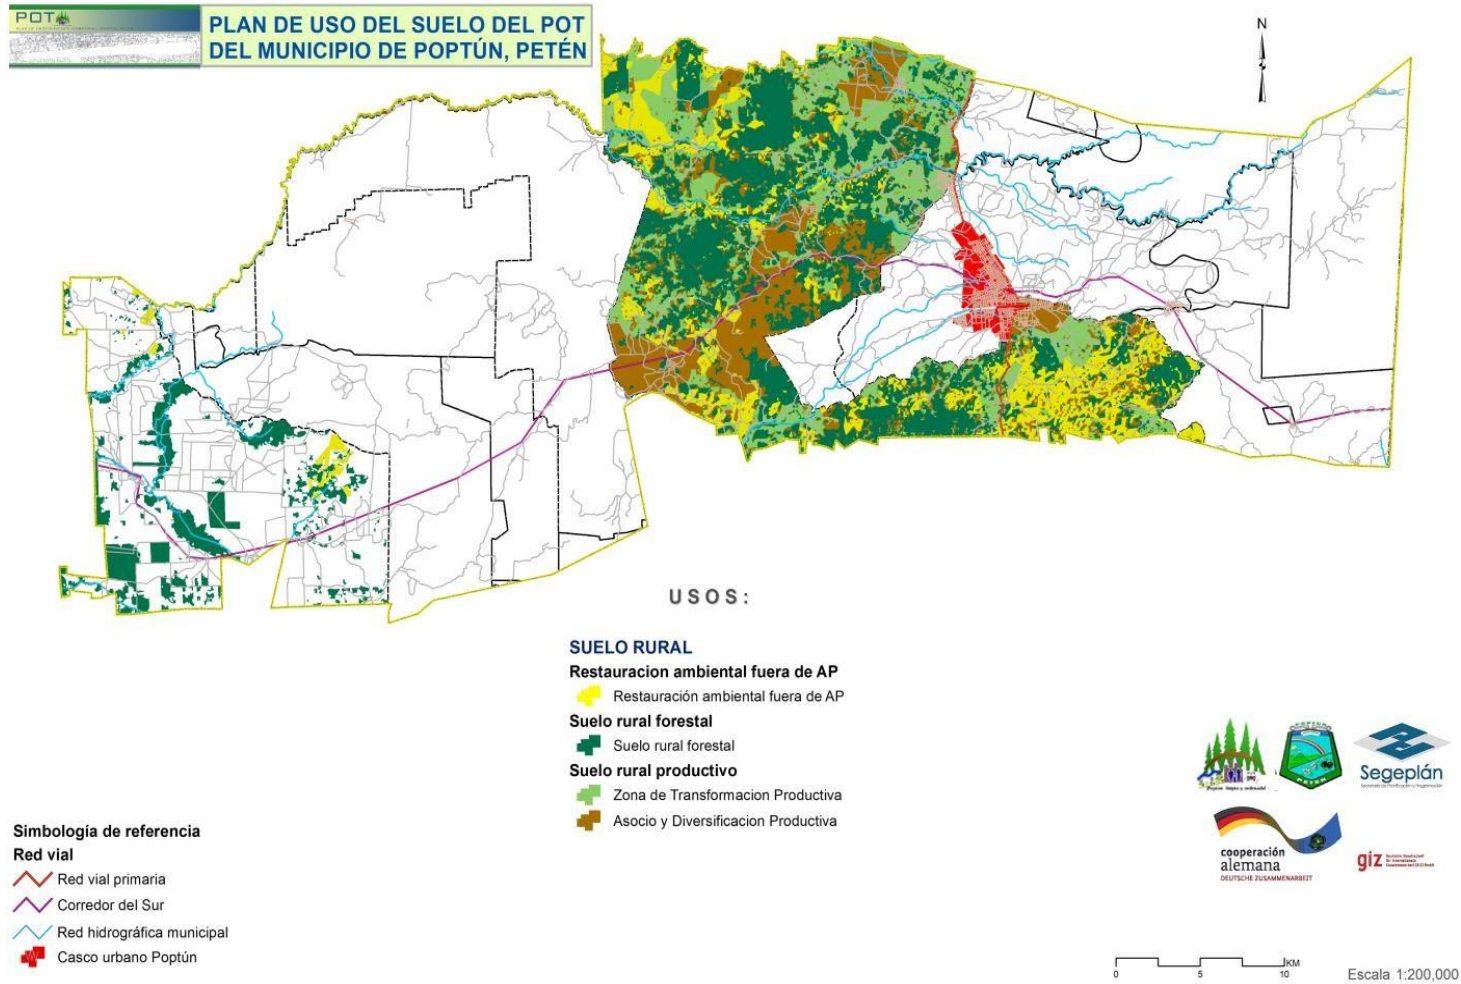 POT
PLAN DE USO DEL SUELO DEL POT
DEL MUNICIPIO DE POPTÚN, PETÉN
N
USOS:
SUELO RURAL
Restauracion ambiental fuera de AP
Restauración ambiental fuera de AP
Suelo rural forestal
Suelo rural forestal
Suelo rural productivo
Zona de Transformacion Productiva
Asocio y Diversificacion Productiva
Simbología de referencia
Red vial
Red vial primaria
Corredor del Sur
Red hidrográfica municipal
Casco urbano Poptún
POPTUN
PETEN
Segeplán
cooperación
alemana
DEUTSCHE ZUSAMMENARBEIT
giz
KM
0 5 10
Escala 1:200,000